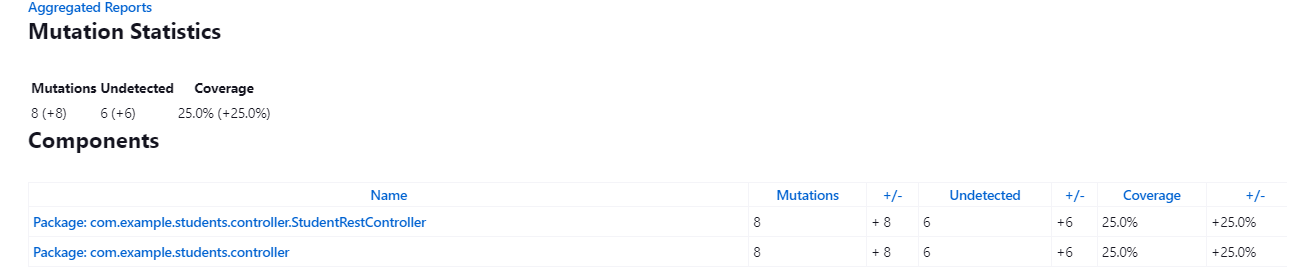 Aggregated Reports
Mutation Statistics
Mutations Undetected Coverage
8 (+8) 6 (+6) 25.0% (+25.0%)
Components
Name Mutations +/- Undetected +/- Coverage +/-
Package: com.example.students.controller.StudentRestController 8 + 8 6 +6 25.0% +25.0%
Package: com.example.students.controller 8 + 8 6 +6 25.0% +25.0%